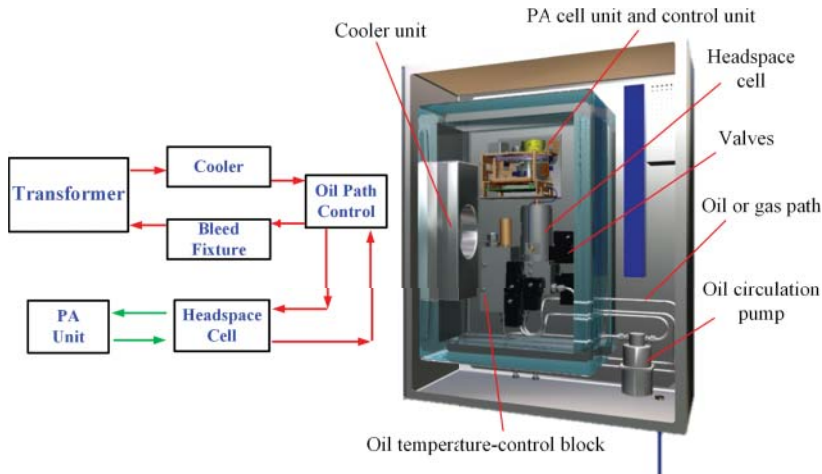 Cooler unit
PA cell unit and control unit
Headspace
cell
Valves
Oil or gas path
Oil circulation
pump
Oil temperature-control block
Transformer
Cooler
Oil Path
Control
Bleed
Fixture
PA
Unit
Headspace
Cell